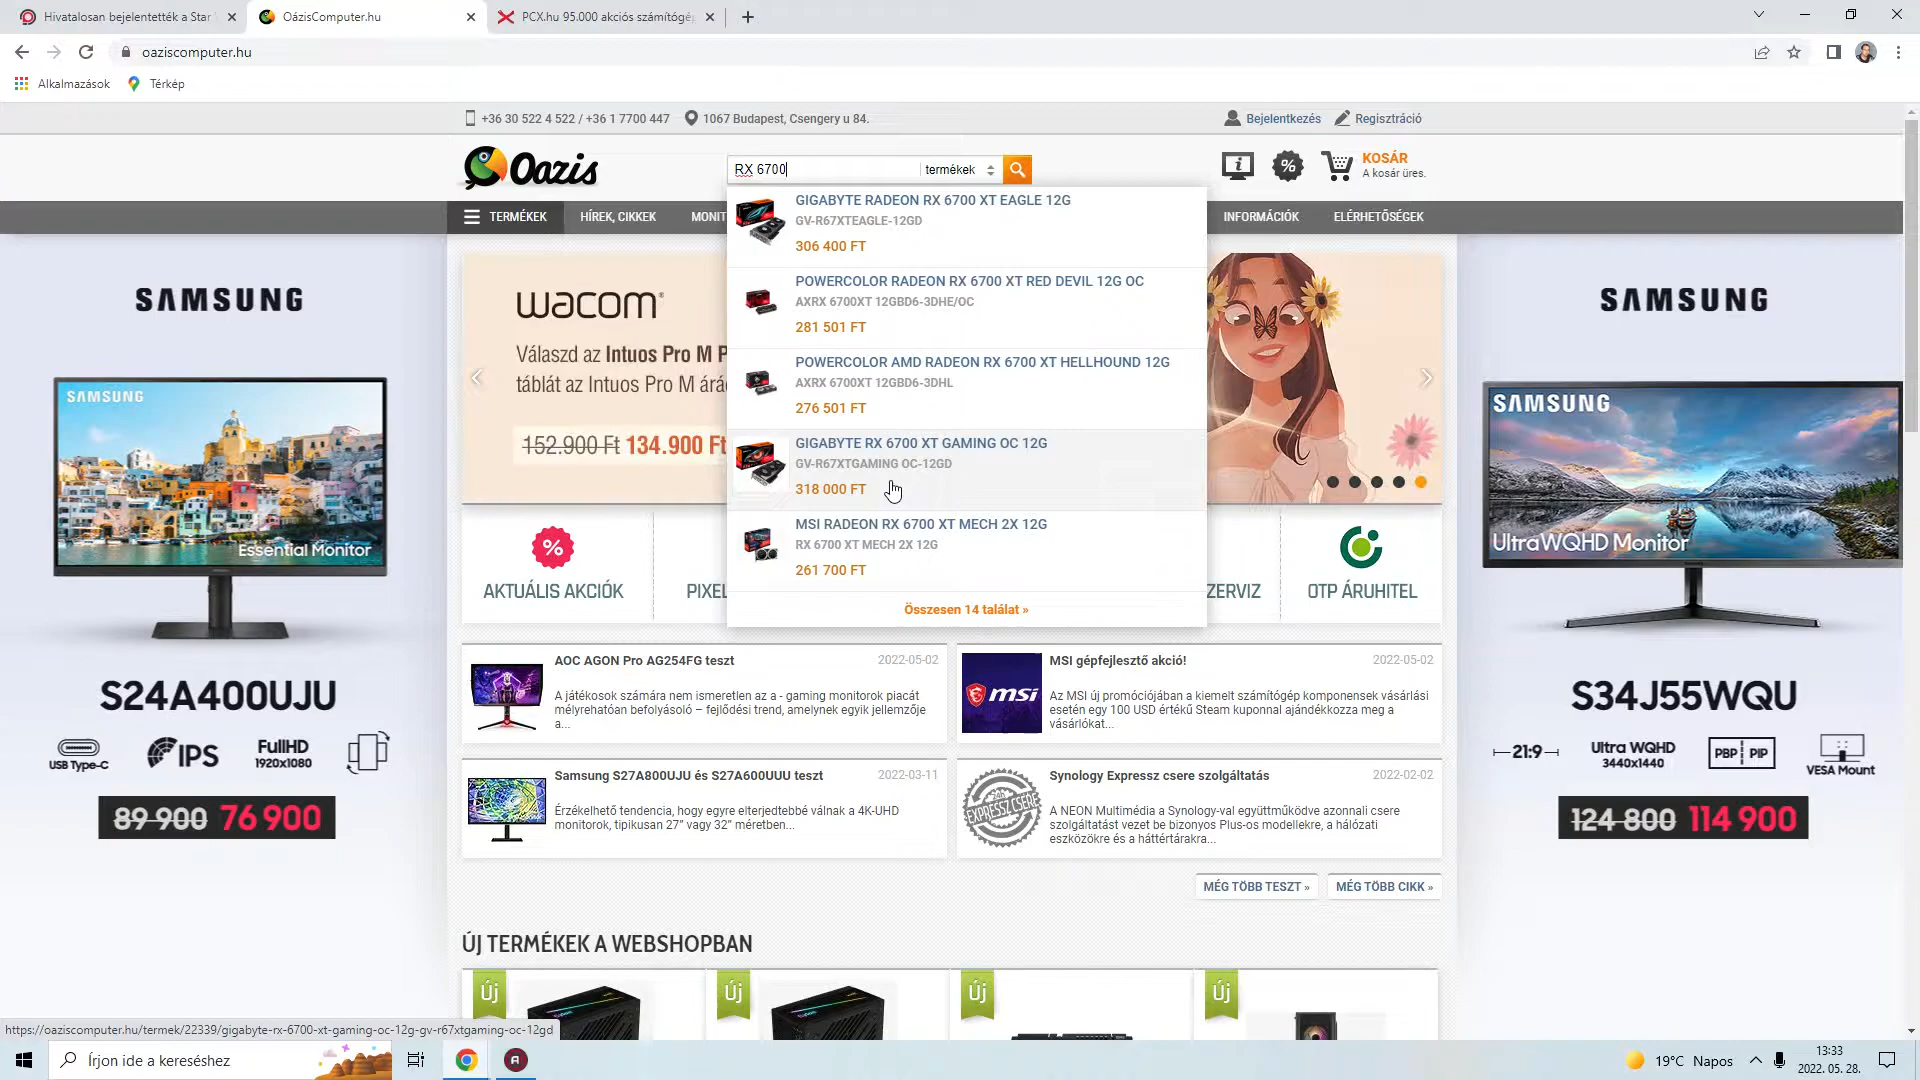 Hivatalosan bejelentették a Star
OázisComputer.hu
PCX.hu 95.000 akciós számítógé
oaziscomputer.hu
Alkalmazások
Térkép
+36 30 522 4 522 / +36 1 7700 447
1067 Budapest, Csengery u 84.
Bejelentkezés
Regisztráció
Oazis
RX 6700
termékek
KOSÁR
A kosár üres.
TERMÉKEK
HÍREK, CIKKEK
MONIT
INFORMÁCIÓK
ELÉRHETŐSÉGEK
GIGABYTE RADEON RX 6700 XT EAGLE 12G
GV-R67XTEAGLE-12GD
306 400 FT
POWERCOLOR RADEON RX 6700 XT RED DEVIL 12G OC
AXRX 6700XT 12GBD6-3DHE/OC
281 501 FT
POWERCOLOR AMD RADEON RX 6700 XT HELLHOUND 12G
AXRX 6700XT 12GBD6-3DHL
276 501 FT
GIGABYTE RX 6700 XT GAMING OC 12G
GV-R67XTGAMING OC-12GD
318 000 FT
MSI RADEON RX 6700 XT MECH 2X 12G
RX 6700 XT MECH 2X 12G
261 700 FT
Összesen 14 találat »
SAMSUNG
SAMSUNG
Essential Monitor
S24A400UJU
USB Type-C
IPS
FullHD
1920x1080
89 900 76 900
wacom
Válaszd az Intuos Pro M P
táblát az Intuos Pro M árá
152.900 Ft 134.900 Ft
SAMSUNG
SAMSUNG
UltraWQHD Monitor
S34J55WQU
21:9
Ultra WQHD
3440x1440
PBP PIP
VESA Mount
124 800 114 900
%
AKTUÁLIS AKCIÓK
PIXEL
ZERVIZ
OTP ÁRUHITEL
AOC AGON Pro AG254FG teszt
2022-05-02
A játékosok számára nem ismeretlen az a - gaming monitorok piacát
mélyrehatóan befolyásoló – fejlődési trend, amelynek egyik jellemzője
a...
msi
MSI gépfejlesztő akció!
2022-05-02
Az MSI új promóciójában a kiemelt számítógép komponensek vásárlási
esetén egy 100 USD értékű Steam kuponnal ajándékozza meg a
vásárlókat...
Samsung S27A800UJU és S27A600UUU teszt
2022-03-11
Érzékelhető tendencia, hogy egyre elterjedtebbé válnak a 4K-UHD
monitorok, tipikusan 27” vagy 32” méretben...
EXPRESSZ CSERE
Synology Expressz csere szolgáltatás
2022-02-02
A NEON Multimédia a Synology-val együttműködve azonnali csere
szolgáltatást vezet be bizonyos Plus-os modellekre, a hálózati
eszközökre és a háttértárakra...
MÉG TÖBB TESZT »
MÉG TÖBB CIKK »
ÚJ TERMÉKEK A WEBSHOPBAN
Új
Új
Új
Új
https://oaziscomputer.hu/termek/22339/gigabyte-rx-6700-xt-gaming-oc-12g-gv-r67xtgaming-oc-12gd
Írjon ide a kereséshez
19°C Napos
13:33
2022. 05. 28.